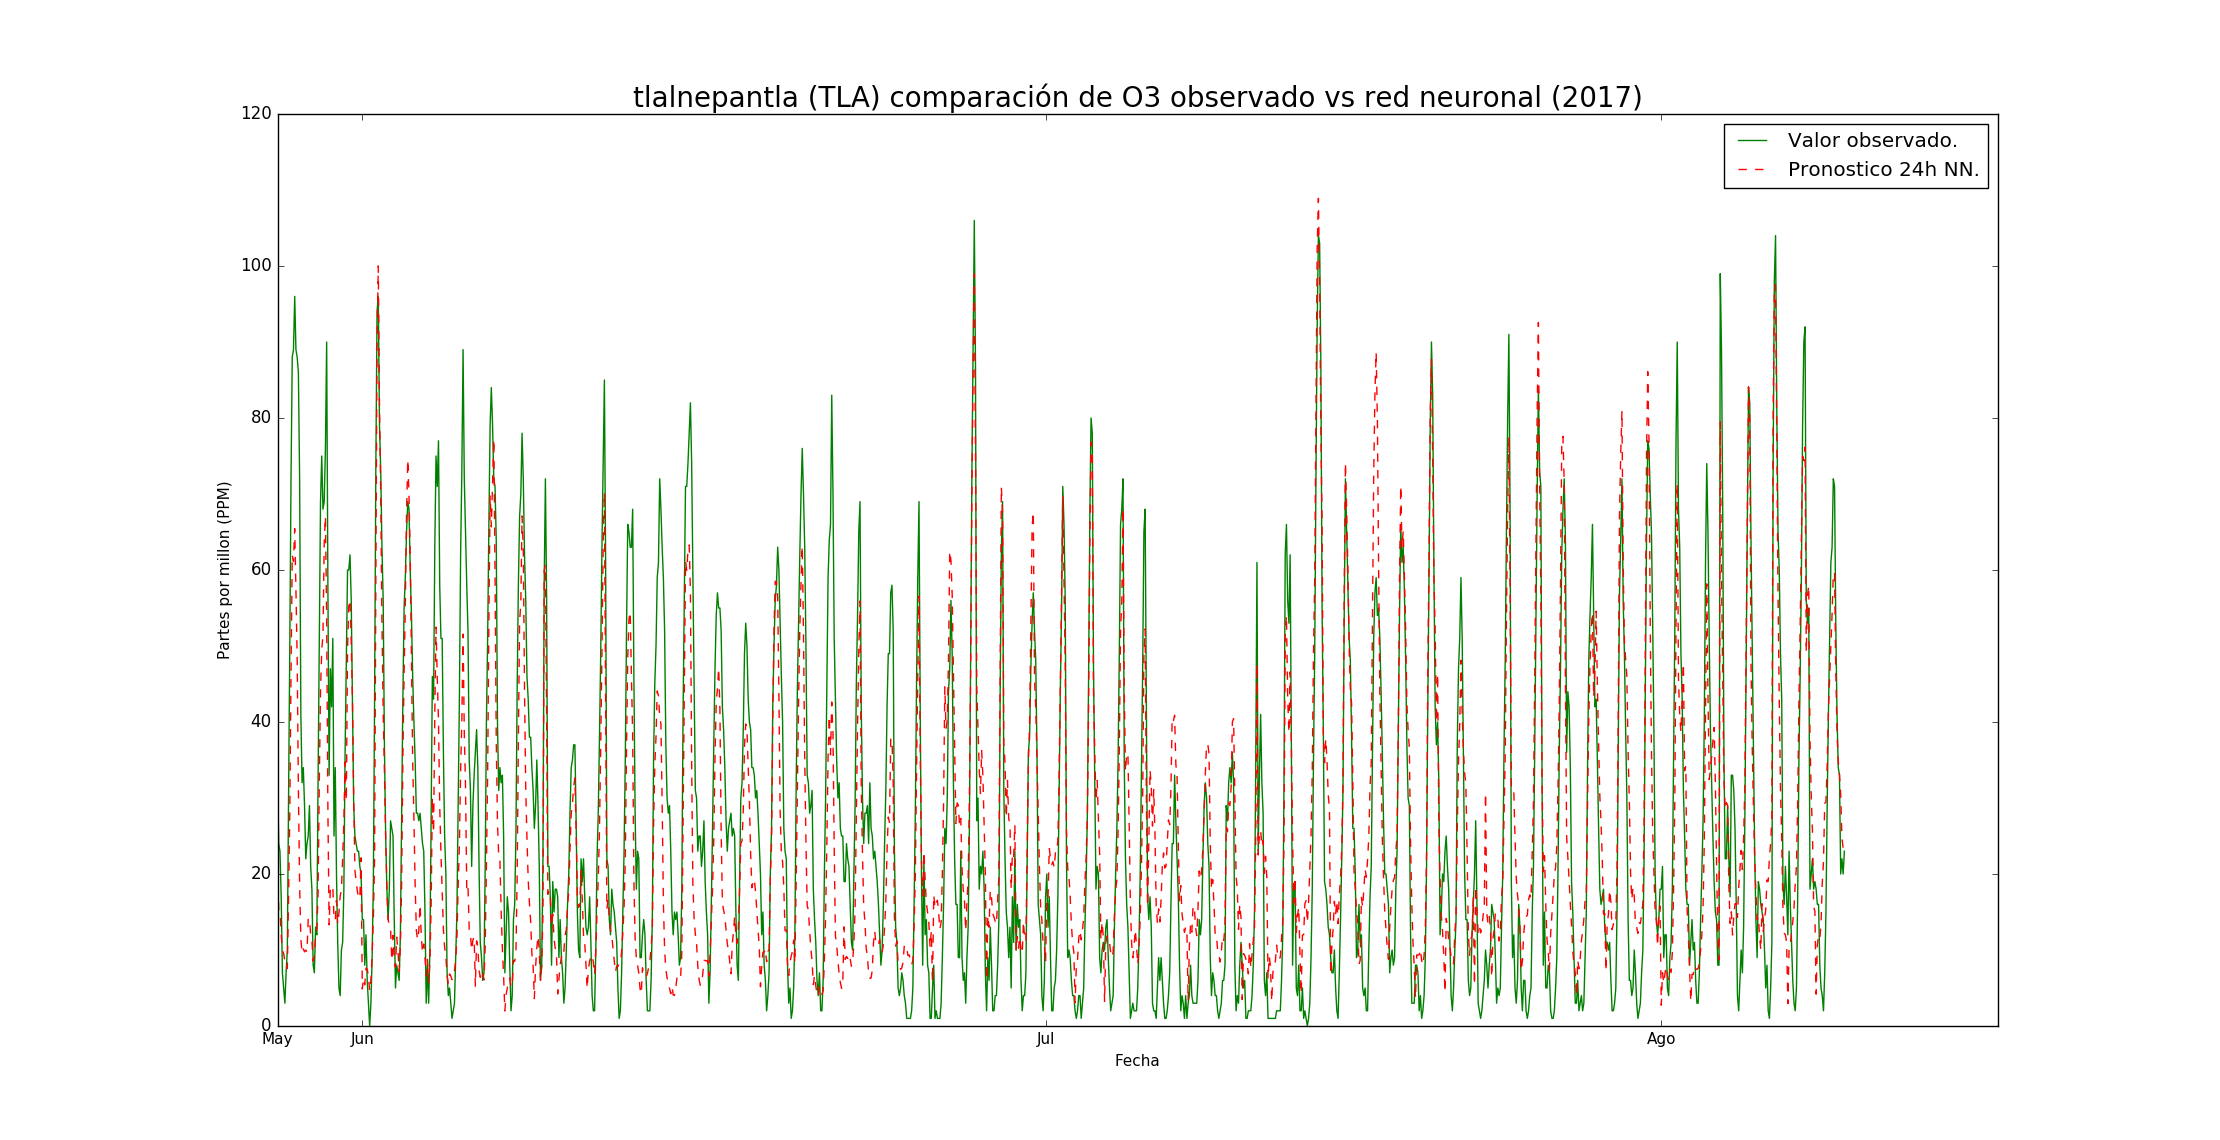 tlalnepantla (TLA) comparación de O3 observado vs red neuronal (2017)
120
100
80
60
40
20
0
Partes por millon (PPM)
Valor observado.
Pronostico 24h NN.
May
Jun
Jul
Ago
Fecha